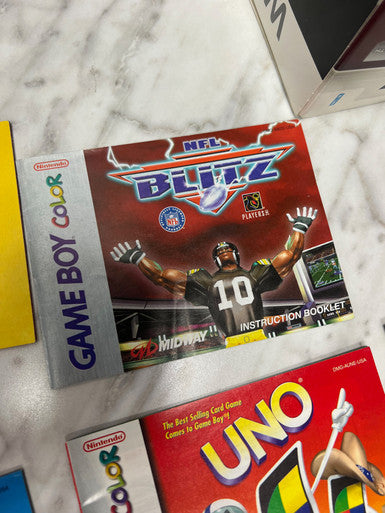 Nintendo
GAME BOY COLOR
NFL
BLITZ
NFL
PLAYERS
10
MIDWAY
INSTRUCTION BOOKLET
Nintendo
COLOR
DMG-AUNE-USA
The Best Selling Card Game
Comes to Game Boy!
UNO